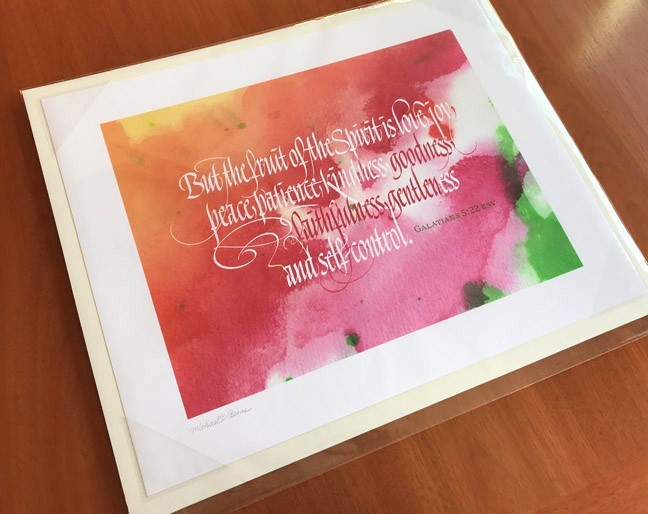 But the fruit of the Spirit is love, joy,
peace, patience, kindness, goodness,
faithfulness, gentleness
and self-control.
Galatians 5:22 ESV